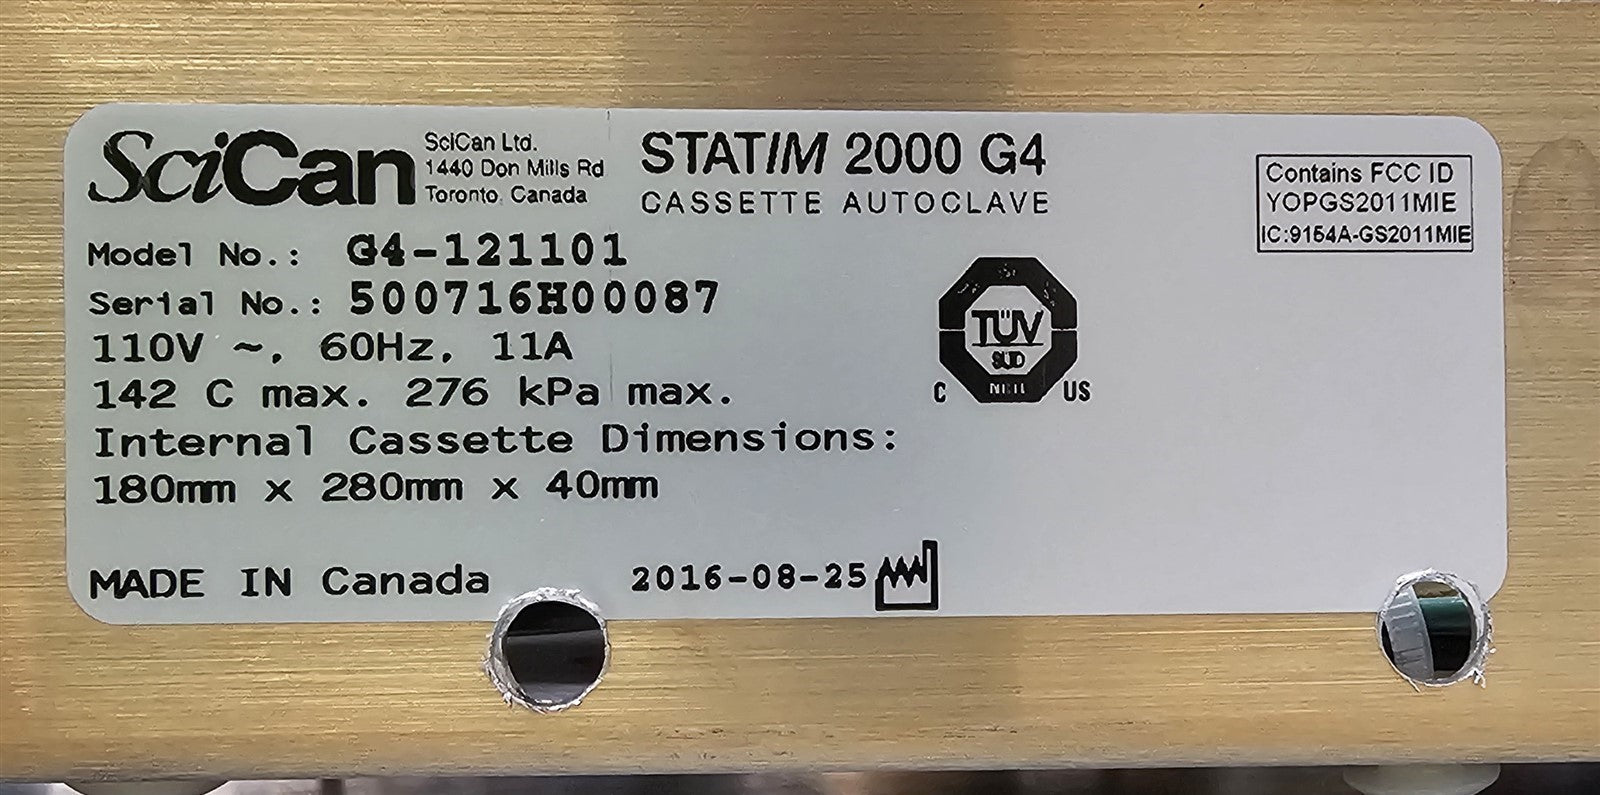 SciCan
SciCan Ltd.
1440 Don Mills Rd
Toronto, Canada
STATIM 2000 G4
CASSETTE AUTOCLAVE
Contains FCC ID
YOPGS2011MIE
IC:9154A-GS2011MIE
Model No.: G4-121101
Serial No.: 500716H00087
110V ~, 60Hz, 11A
142 C max. 276 kPa max.
Internal Cassette Dimensions:
180mm x 280mm x 40mm
TÜV
SÜD
C US
MADE IN Canada
2016-08-25